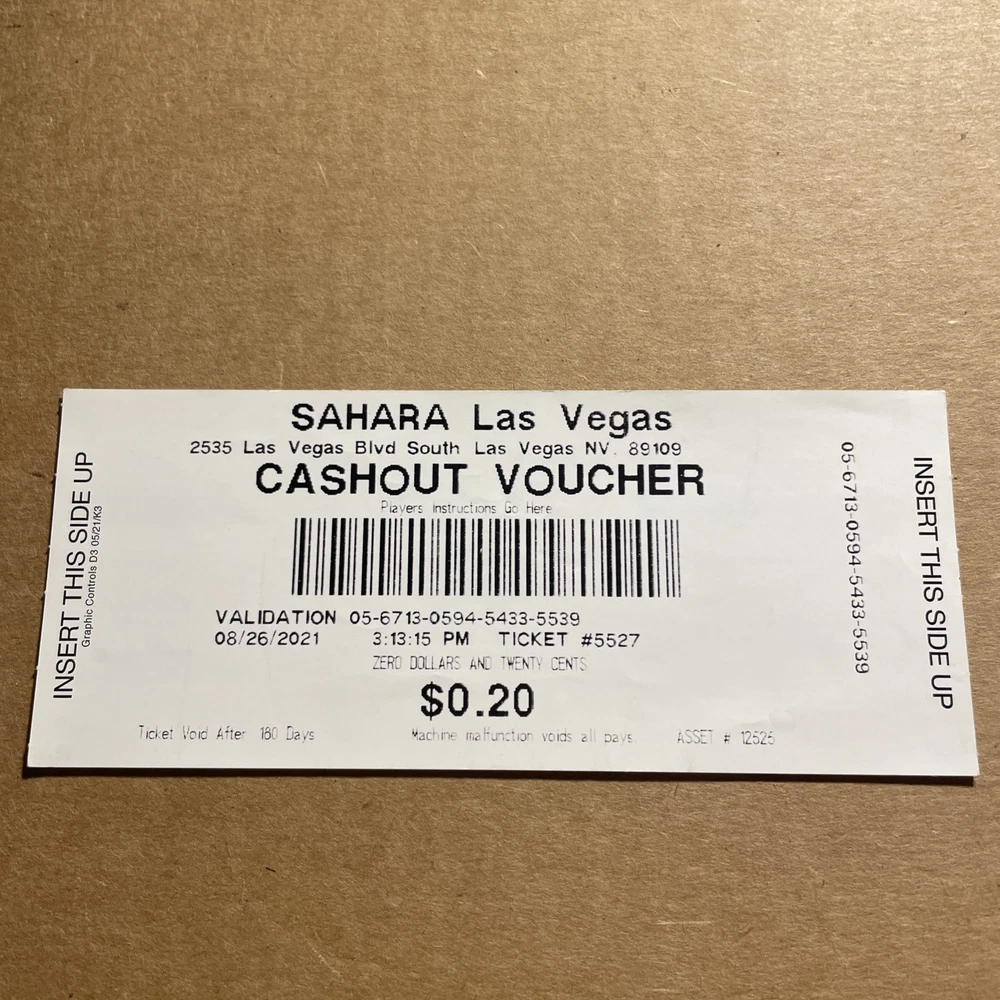 SAHARA Las Vegas
2535 Las Vegas Blvd South Las Vegas NV. 89109
CASHOUT VOUCHER
Players Instructions Go Here
VALIDATION 05-6713-0594-5433-5539
08/26/2021 3:13:15 PM TICKET #5527
ZERO DOLLARS AND TWENTY CENTS
$0.20
Ticket Void After 180 Days Machine malfunction voids all pays. ASSET # 12525
INSERT THIS SIDE UP
Graphic Controls D3 05/21/K3
05-6713-0594-5433-5539
INSERT THIS SIDE UP